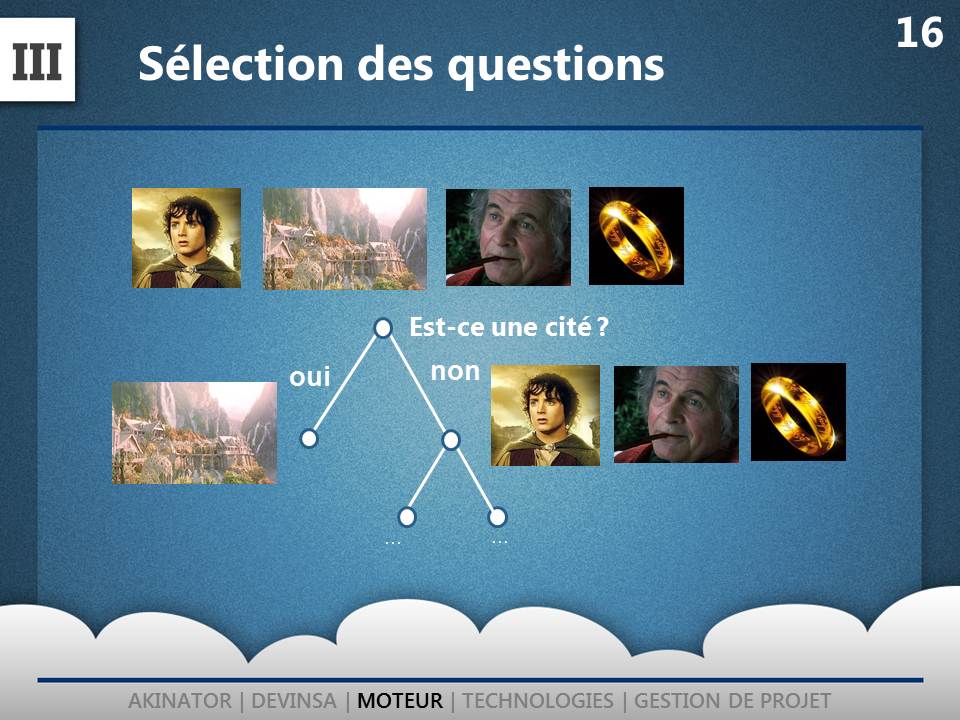 III
Sélection des questions
16
Est-ce une cité ?
oui
non
...
...
AKINATOR | DEVINSA | MOTEUR | TECHNOLOGIES | GESTION DE PROJET